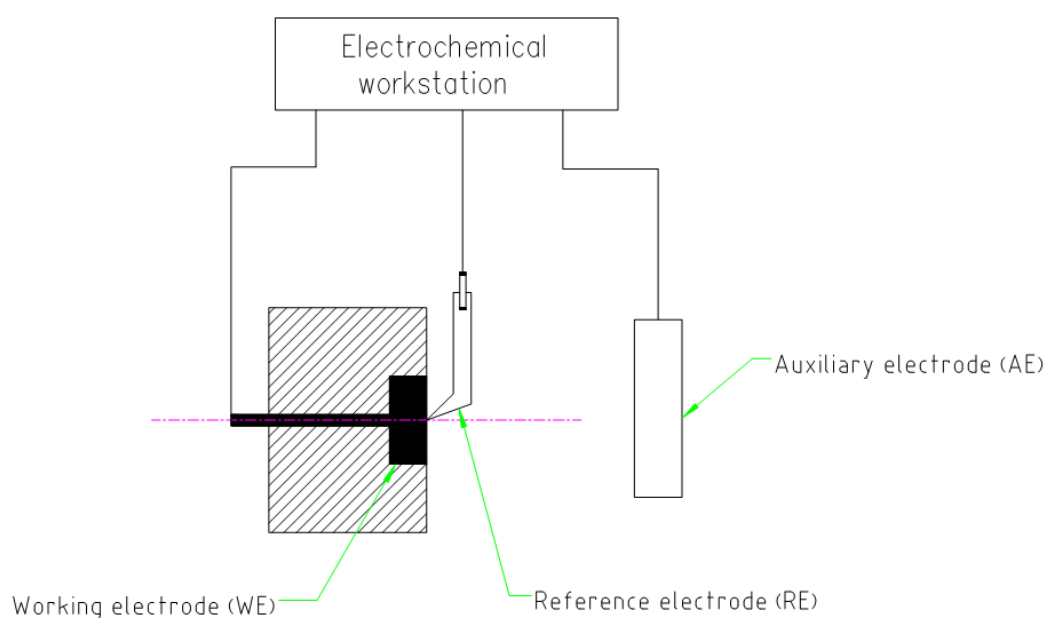 Electrochemical
workstation
Auxiliary electrode (AE)
Working electrode (WE)
Reference electrode (RE)